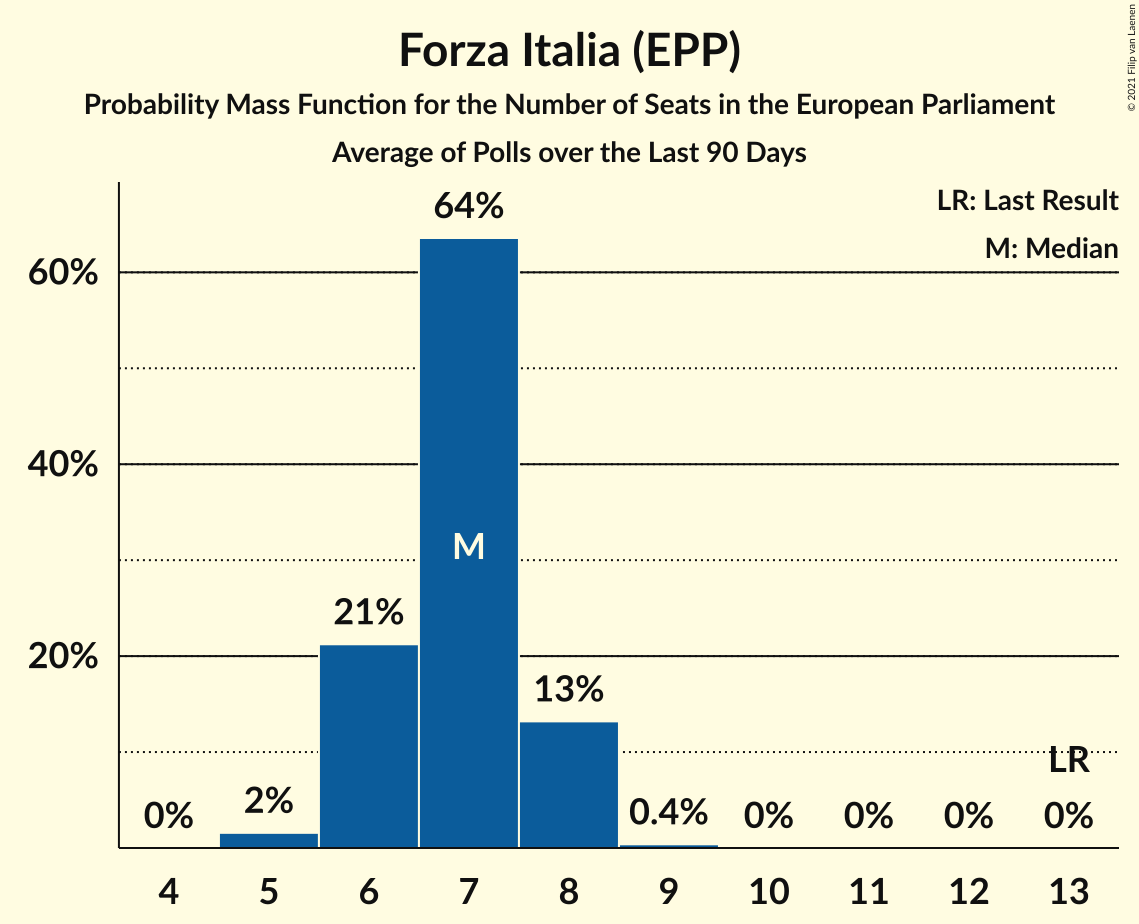 Forza Italia (EPP)
Probability Mass Function for the Number of Seats in the European Parliament
Average of Polls over the Last 90 Days
© 2021 Filip van Laenen
LR: Last Result
M: Median
60%
40%
20%
0%
2%
21%
64%
M
13%
0.4%
0%
0%
0%
LR
0%
4 5 6 7 8 9 10 11 12 13